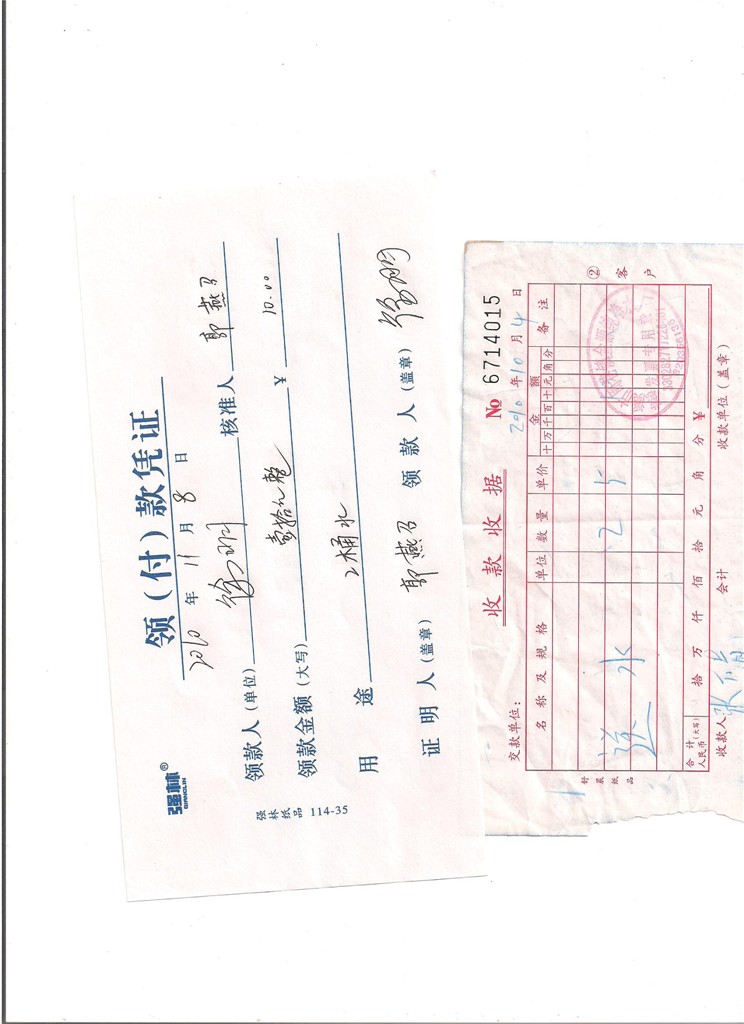 强林®
QIANGLIN
领（付）款凭证
2010 年 11 月 8 日
领款人（单位） 核准人 郭燕
领款金额（大写） 壹拾元整 ¥ 10.00
用 途 2桶水
证 明 人（盖章） 郭燕 领 款 人（盖章）
强林纸品 114-35
收 款 收 据 No 6714015
交款单位： 2010 年 10 月 4 日
名 称 及 规 格 单位 数 量 单价 金 额 备 注
十 万 千 百 十 元 角 分
送水 2 5
合 计 人民币（大写） 拾 万 仟 佰 拾 元 角 分 ¥
收款人 会计 收款单位（盖章）
② 客 户